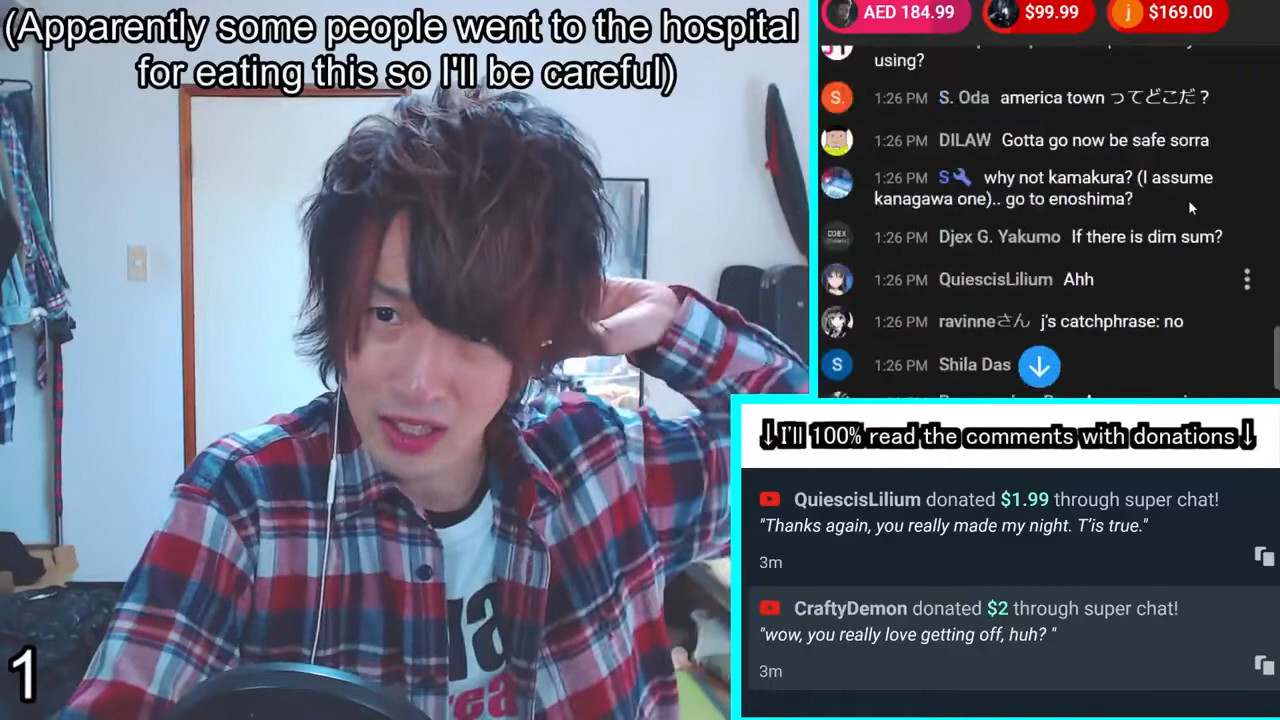 (Apparently some people went to the hospital
for eating this so I'll be careful)
1
AED 184.99
$99.99
j $169.00
using?
S. 1:26 PM S. Oda america town ってどこだ?
1:26 PM DILAW Gotta go now be safe sorra
1:26 PM S why not kamakura? (I assume
kanagawa one).. go to enoshima?
DJEX 1:26 PM Djex G. Yakumo If there is dim sum?
1:26 PM QuiescisLilium Ahh
1:26 PM ravinneさん j's catchphrase: no
S 1:26 PM Shila Das
↓I'll 100% read the comments with donations↓
QuiescisLilium donated $1.99 through super chat!
"Thanks again, you really made my night. T'is true."
3m
CraftyDemon donated $2 through super chat!
"wow, you really love getting off, huh? "
3m